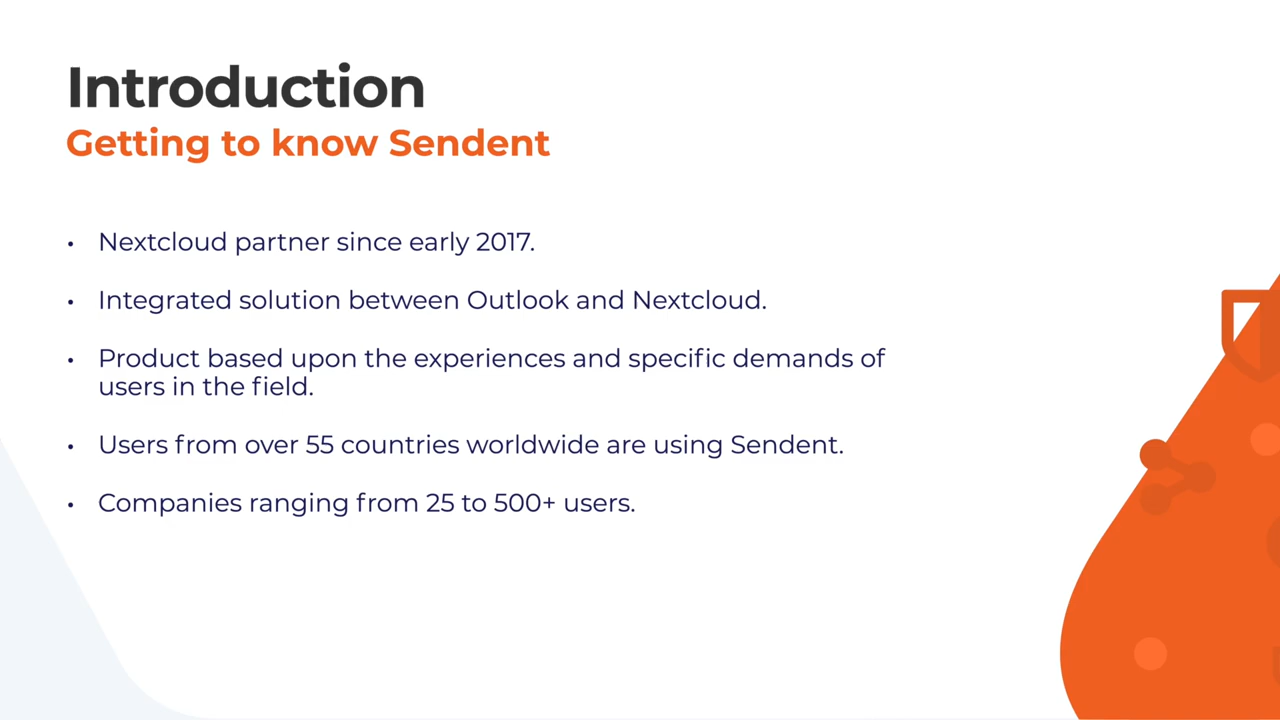 Introduction
Getting to know Sendent
• Nextcloud partner since early 2017.
• Integrated solution between Outlook and Nextcloud.
• Product based upon the experiences and specific demands of
users in the field.
• Users from over 55 countries worldwide are using Sendent.
• Companies ranging from 25 to 500+ users.